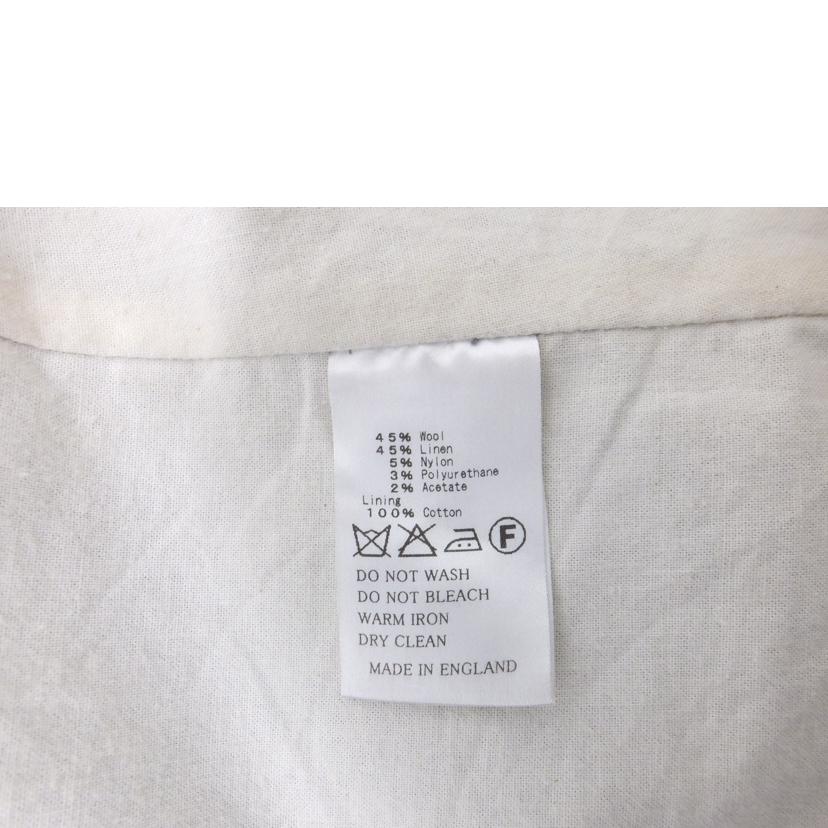 45% Wool
45% Linen
5% Nylon
3% Polyurethane
2% Acetate
Lining
100% Cotton
F
DO NOT WASH
DO NOT BLEACH
WARM IRON
DRY CLEAN
MADE IN ENGLAND